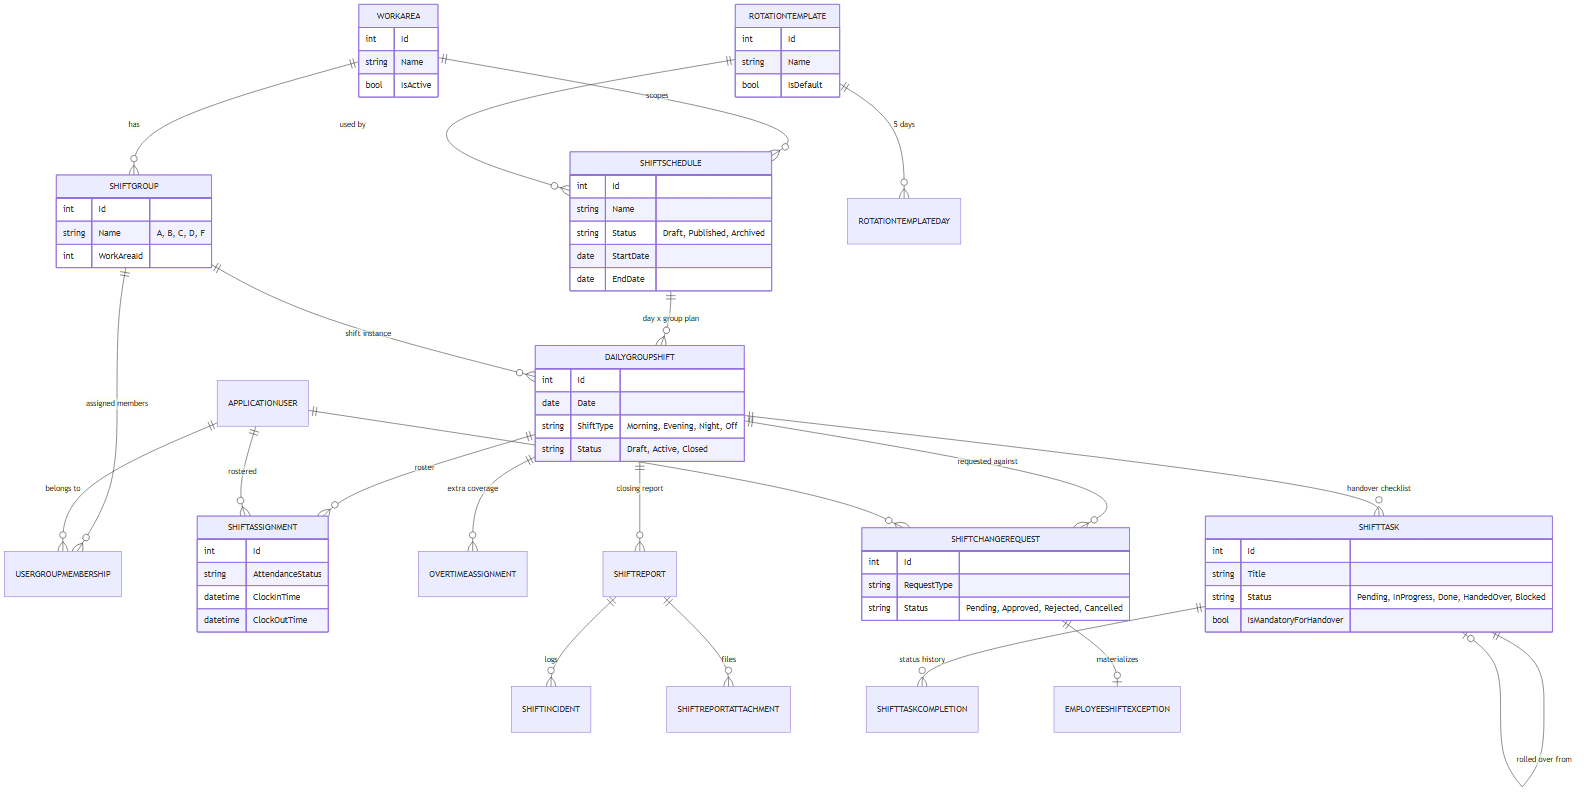 WORKAREA
int Id
string Name
bool IsActive
ROTATIONTEMPLATE
int Id
string Name
bool IsDefault
scopes
has
used by
5 days
SHIFTSCHEDULE
int Id
string Name
string Status Draft, Published, Archived
date StartDate
date EndDate
SHIFTGROUP
int Id
string Name A, B, C, D, F
int WorkAreaId
ROTATIONTEMPLATEDAY
day x group plan
shift instance
DAILYGROUPSHIFT
int Id
date Date
string ShiftType Morning, Evening, Night, Off
string Status Draft, Active, Closed
assigned members
APPLICATIONUSER
belongs to
rostered
roster
extra coverage
closing report
requested against
handover checklist
USERGROUPMEMBERSHIP
SHIFTASSIGNMENT
int Id
string AttendanceStatus
datetime ClockInTime
datetime ClockOutTime
OVERTIMEASSIGNMENT
SHIFTREPORT
SHIFTCHANGEREQUEST
int Id
string RequestType
string Status Pending, Approved, Rejected, Cancelled
SHIFTTASK
int Id
string Title
string Status Pending, InProgress, Done, HandedOver, Blocked
bool IsMandatoryForHandover
logs
files
status history
materializes
SHIFTINCIDENT
SHIFTREPORTATTACHMENT
SHIFTTASKCOMPLETION
EMPLOYEESHIFTEXCEPTION
rolled over from